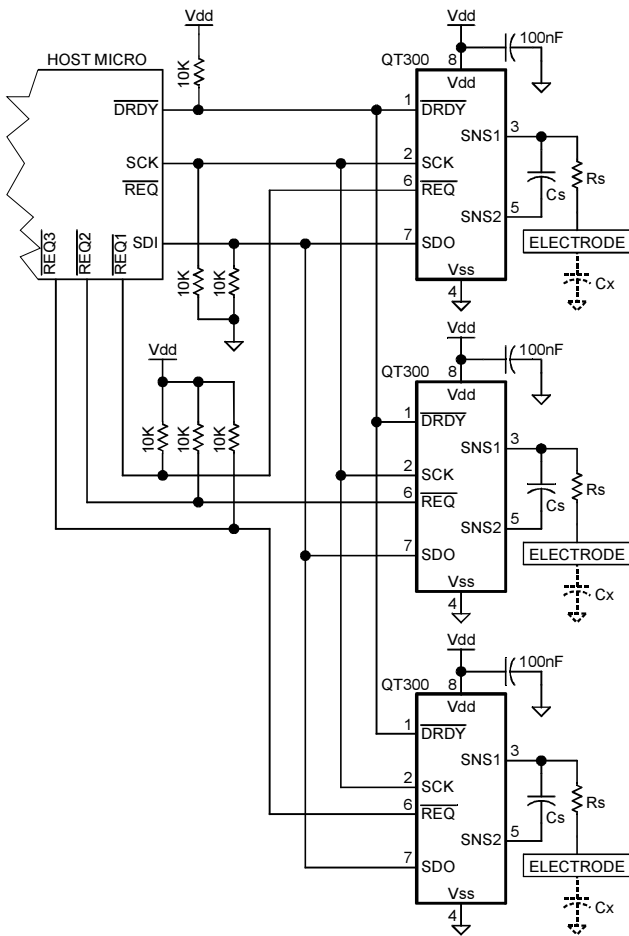 Vdd
Vdd
100nF
HOST MICRO
10K
QT300
8
Vdd
DRDY
1
DRDY
SNS1
3
SCK
2
SCK
REQ
6
REQ
Cs
Rs
SNS2
5
REQ3
REQ2
REQ1
SDI
7
SDO
ELECTRODE
10K
10K
Vss
4
Cx
Vdd
Vdd
100nF
QT300
8
Vdd
10K
10K
10K
1
DRDY
SNS1
3
2
SCK
6
REQ
Cs
Rs
SNS2
5
7
SDO
ELECTRODE
Vss
4
Cx
Vdd
100nF
QT300
8
Vdd
1
DRDY
SNS1
3
2
SCK
6
REQ
Cs
Rs
SNS2
5
7
SDO
ELECTRODE
Vss
4
Cx